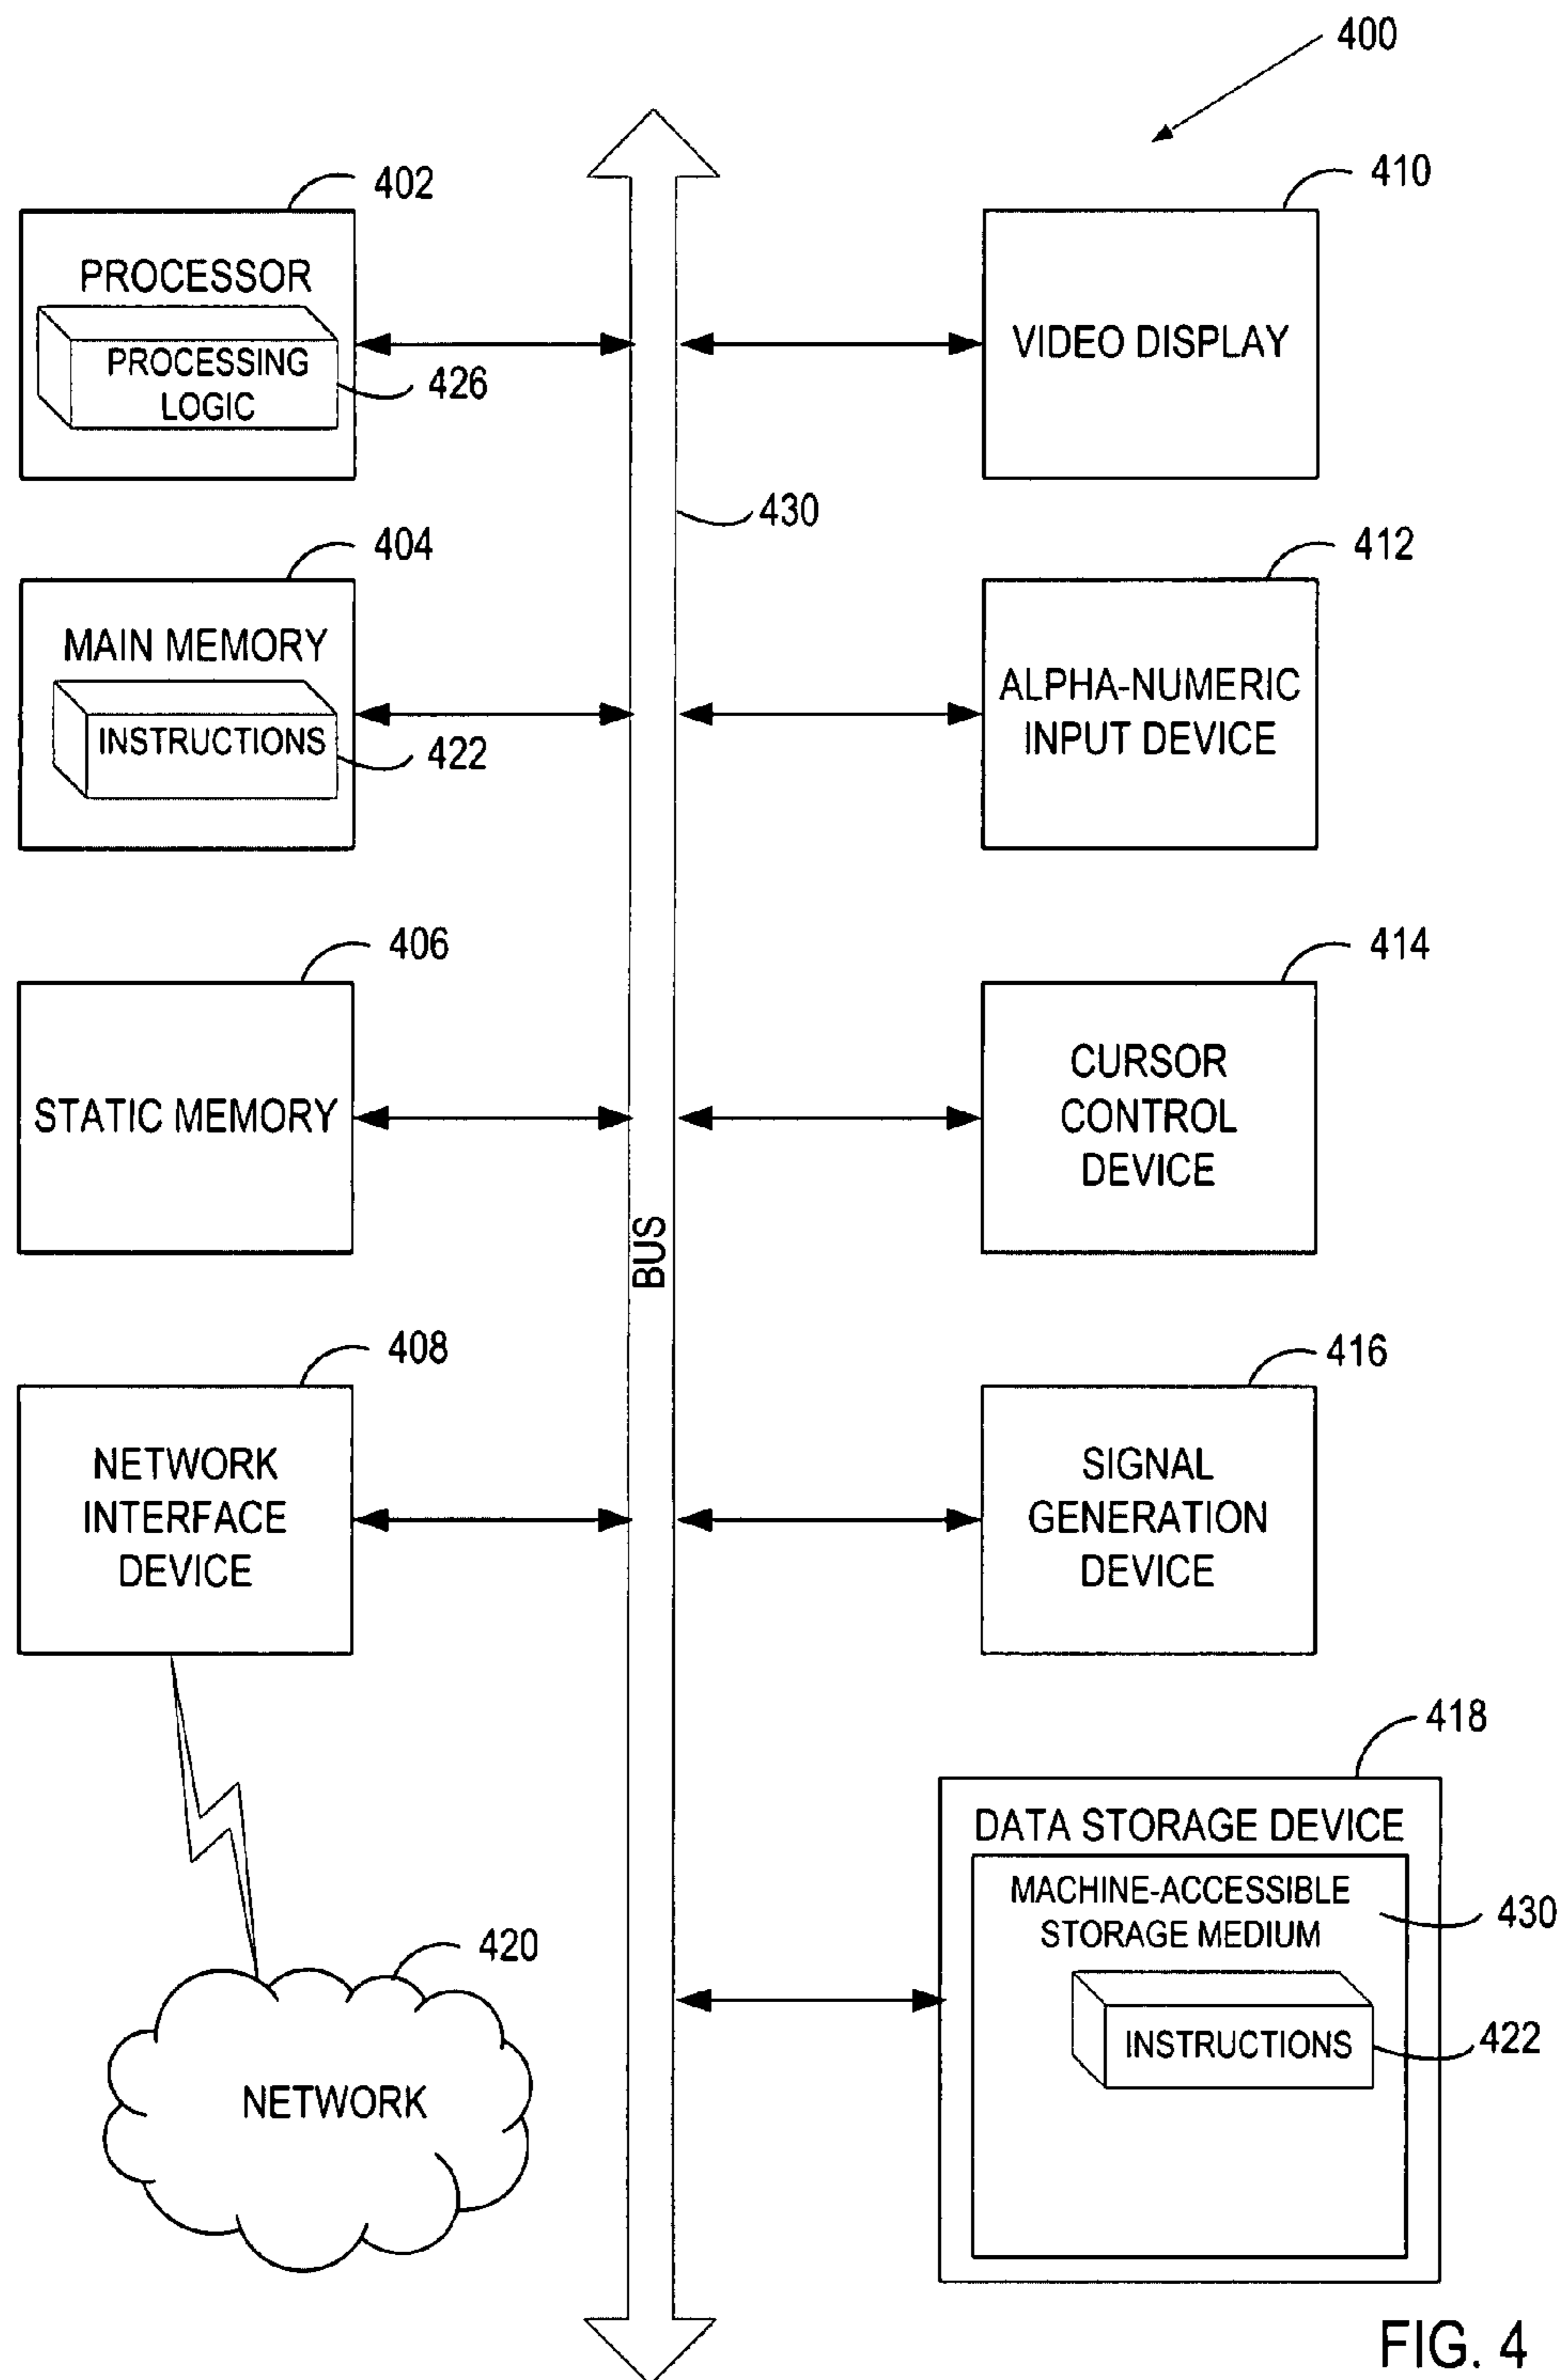 400
402
410
PROCESSOR
PROCESSING
LOGIC
426
VIDEO DISPLAY
430
404
412
MAIN MEMORY
INSTRUCTIONS
422
ALPHA-NUMERIC
INPUT DEVICE
406
414
STATIC MEMORY
CURSOR
CONTROL
DEVICE
BUS
408
416
NETWORK
INTERFACE
DEVICE
SIGNAL
GENERATION
DEVICE
418
DATA STORAGE DEVICE
MACHINE-ACCESSIBLE
STORAGE MEDIUM
430
420
INSTRUCTIONS
422
NETWORK
FIG. 4